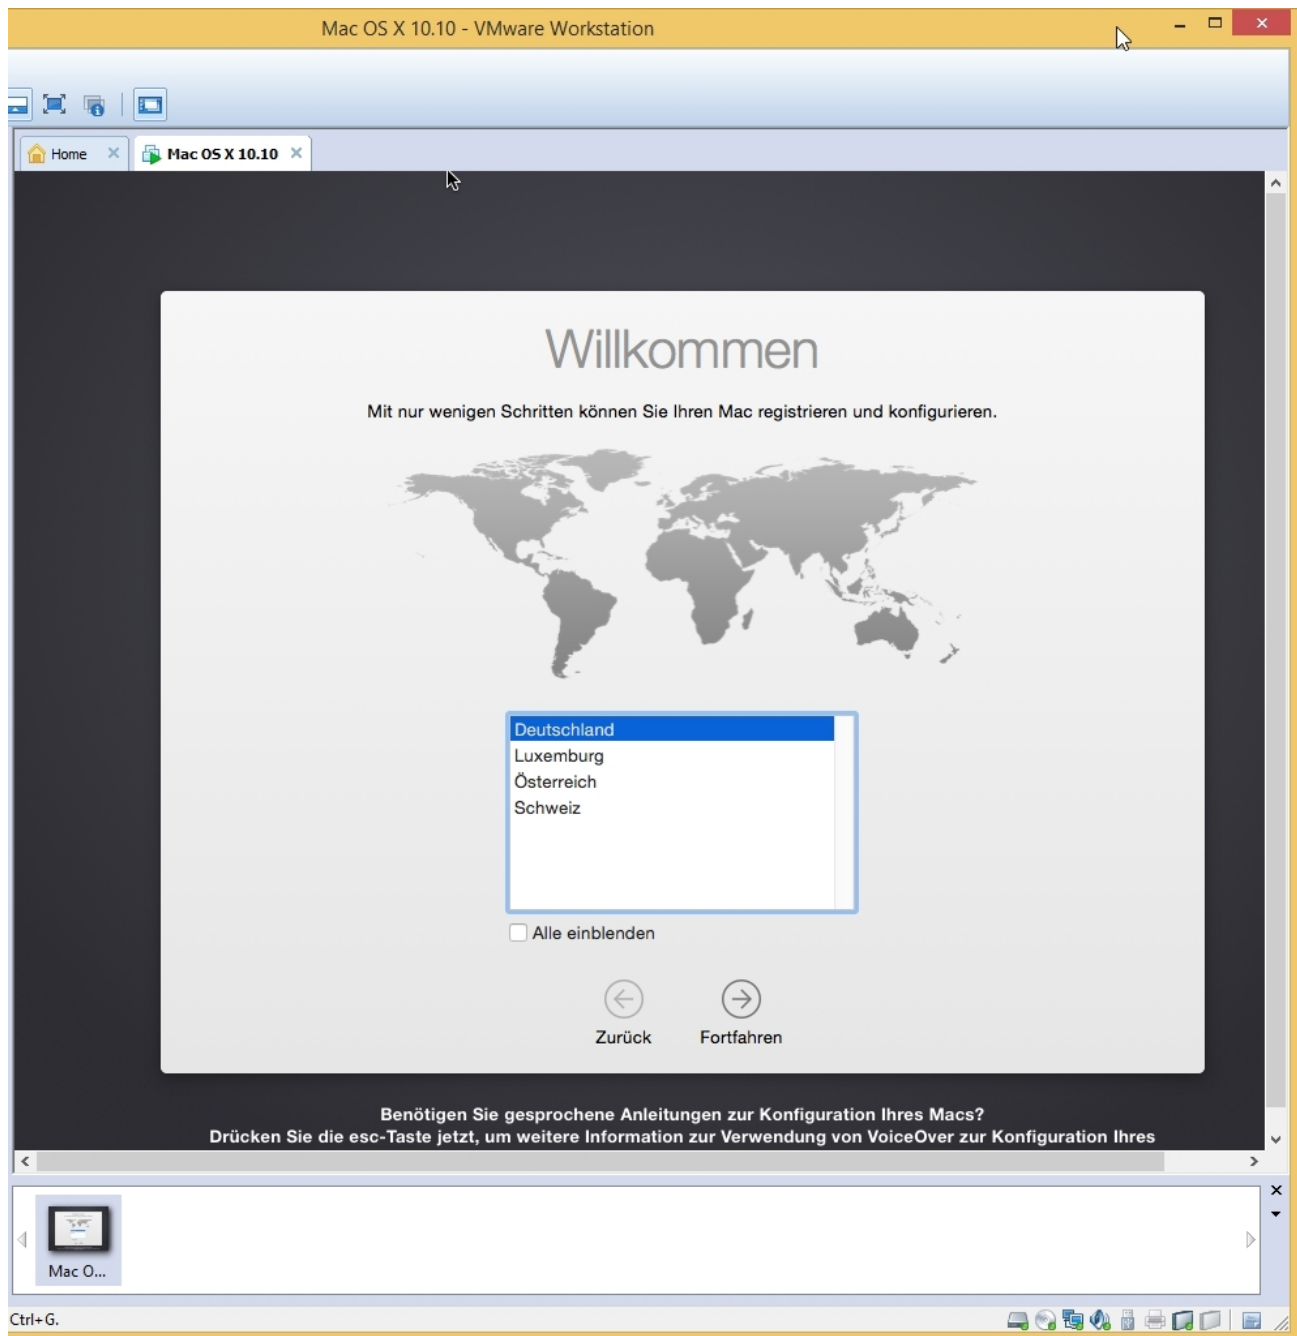 Mac OS X 10.10 - VMware Workstation
Home
Mac OS X 10.10
Willkommen
Mit nur wenigen Schritten können Sie Ihren Mac registrieren und konfigurieren.
Deutschland
Luxemburg
Österreich
Schweiz
Alle einblenden
Zurück
Fortfahren
Benötigen Sie gesprochene Anleitungen zur Konfiguration Ihres Macs?
Drücken Sie die esc-Taste jetzt, um weitere Information zur Verwendung von VoiceOver zur Konfiguration Ihres
Mac O...
Ctrl+G.